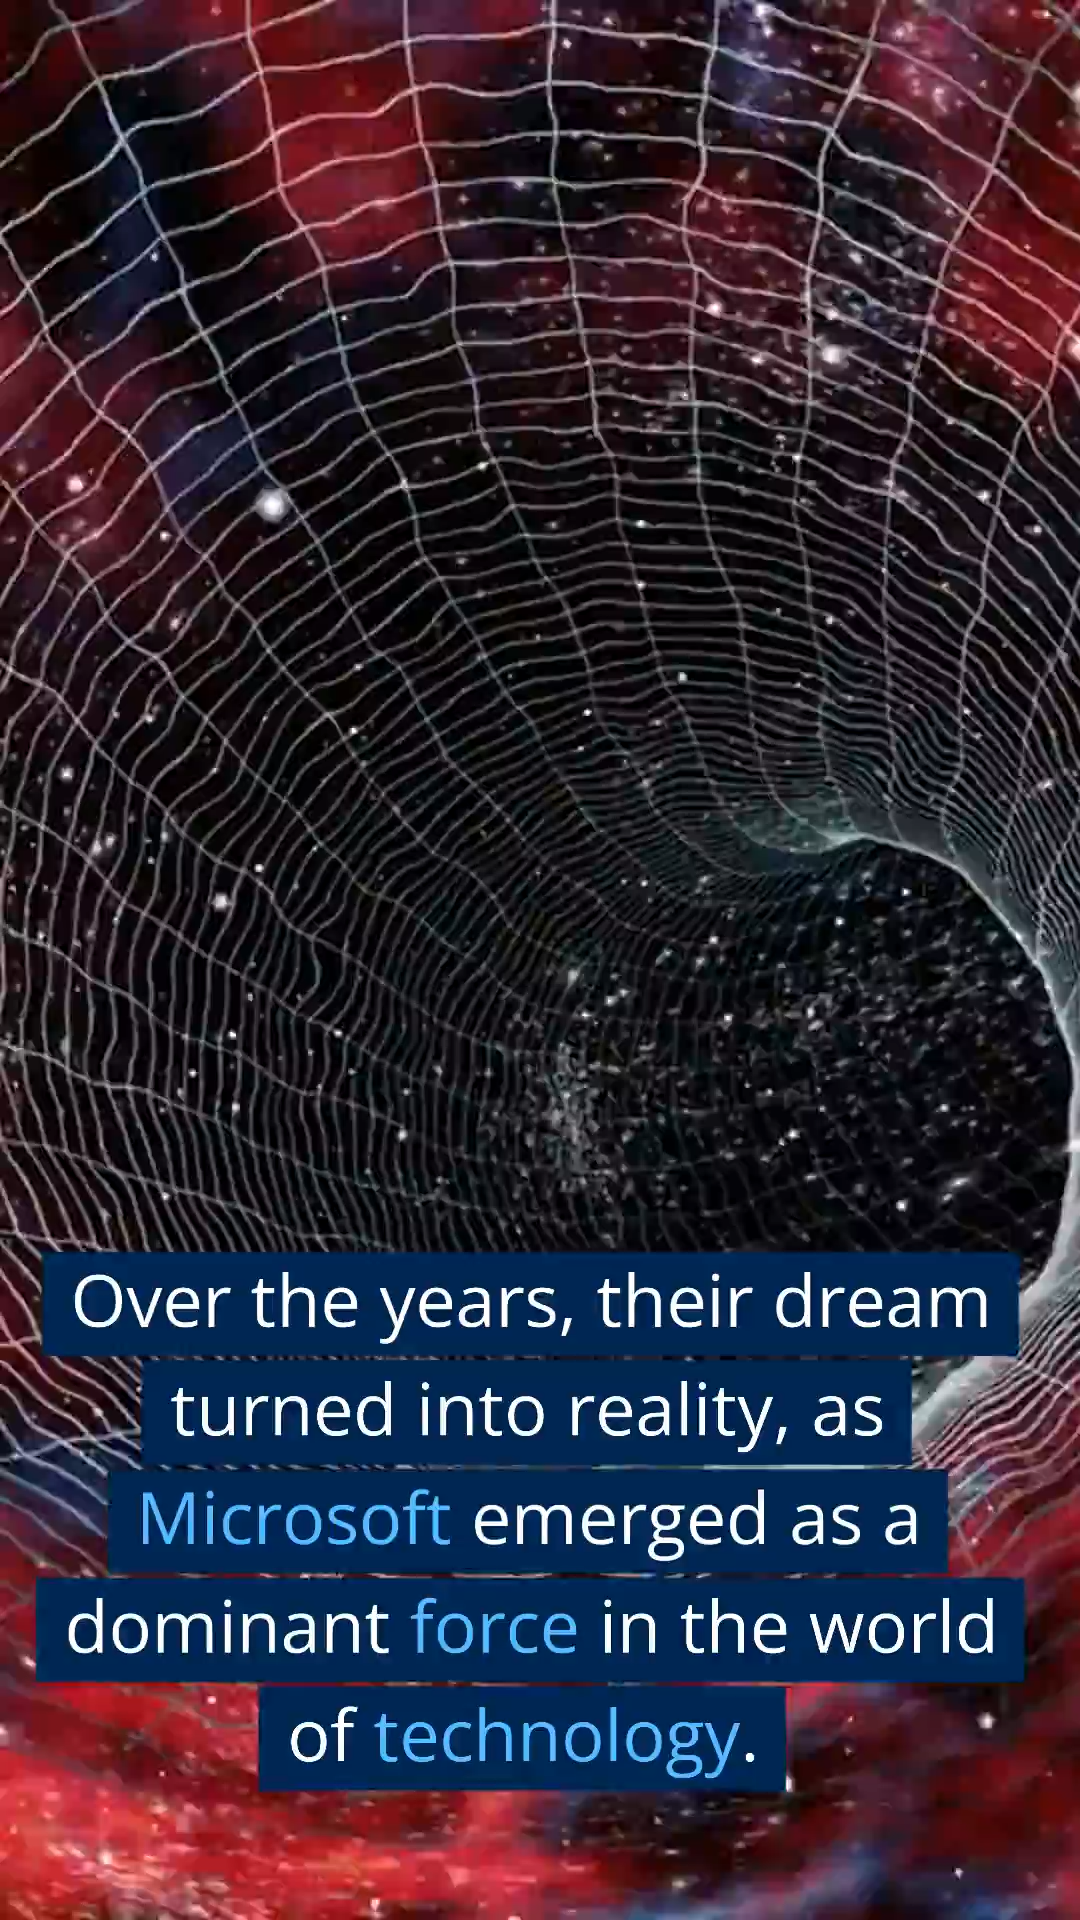 Over the years, their dream
turned into reality, as
Microsoft emerged as a
dominant force in the world
of technology.